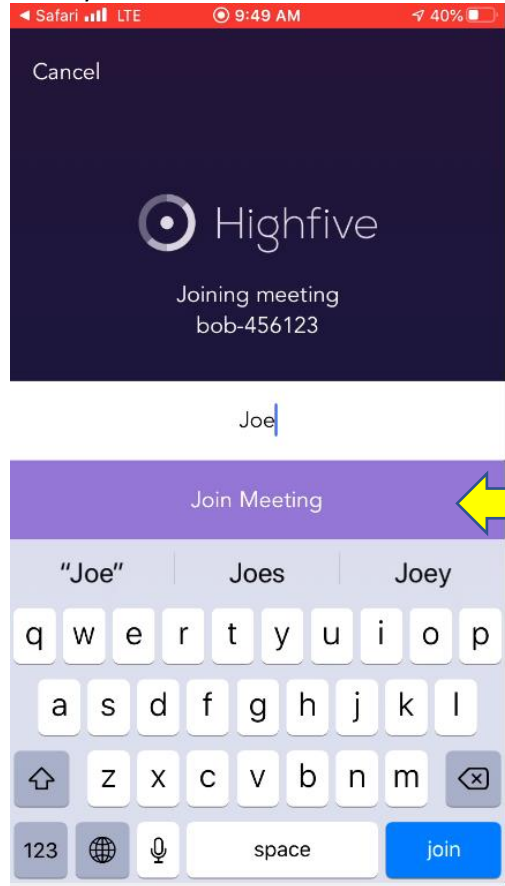 ◄ Safari LTE 9:49 AM 40%
Cancel
Highfive
Joining meeting
bob-456123
Joe
Join Meeting
“Joe” Joes Joey
q w e r t y u i o p
a s d f g h j k l
z x c v b n m
123 space join